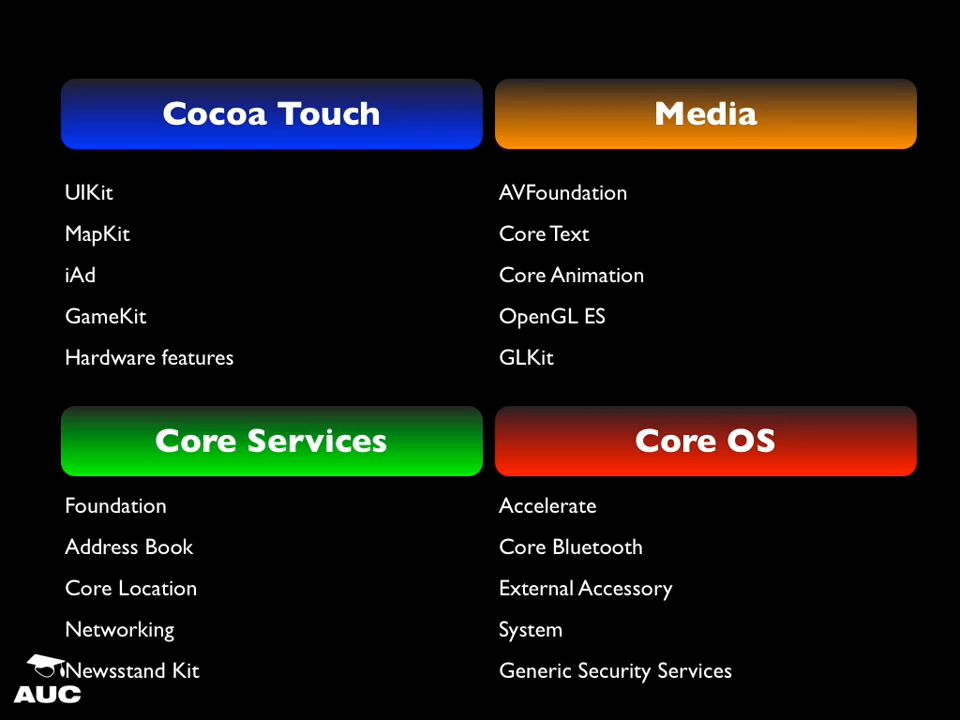 Cocoa Touch
UIKit
MapKit
iAd
GameKit
Hardware features
Media
AVFoundation
Core Text
Core Animation
OpenGL ES
GLKit
Core Services
Foundation
Address Book
Core Location
Networking
Newsstand Kit
Core OS
Accelerate
Core Bluetooth
External Accessory
System
Generic Security Services
AUC